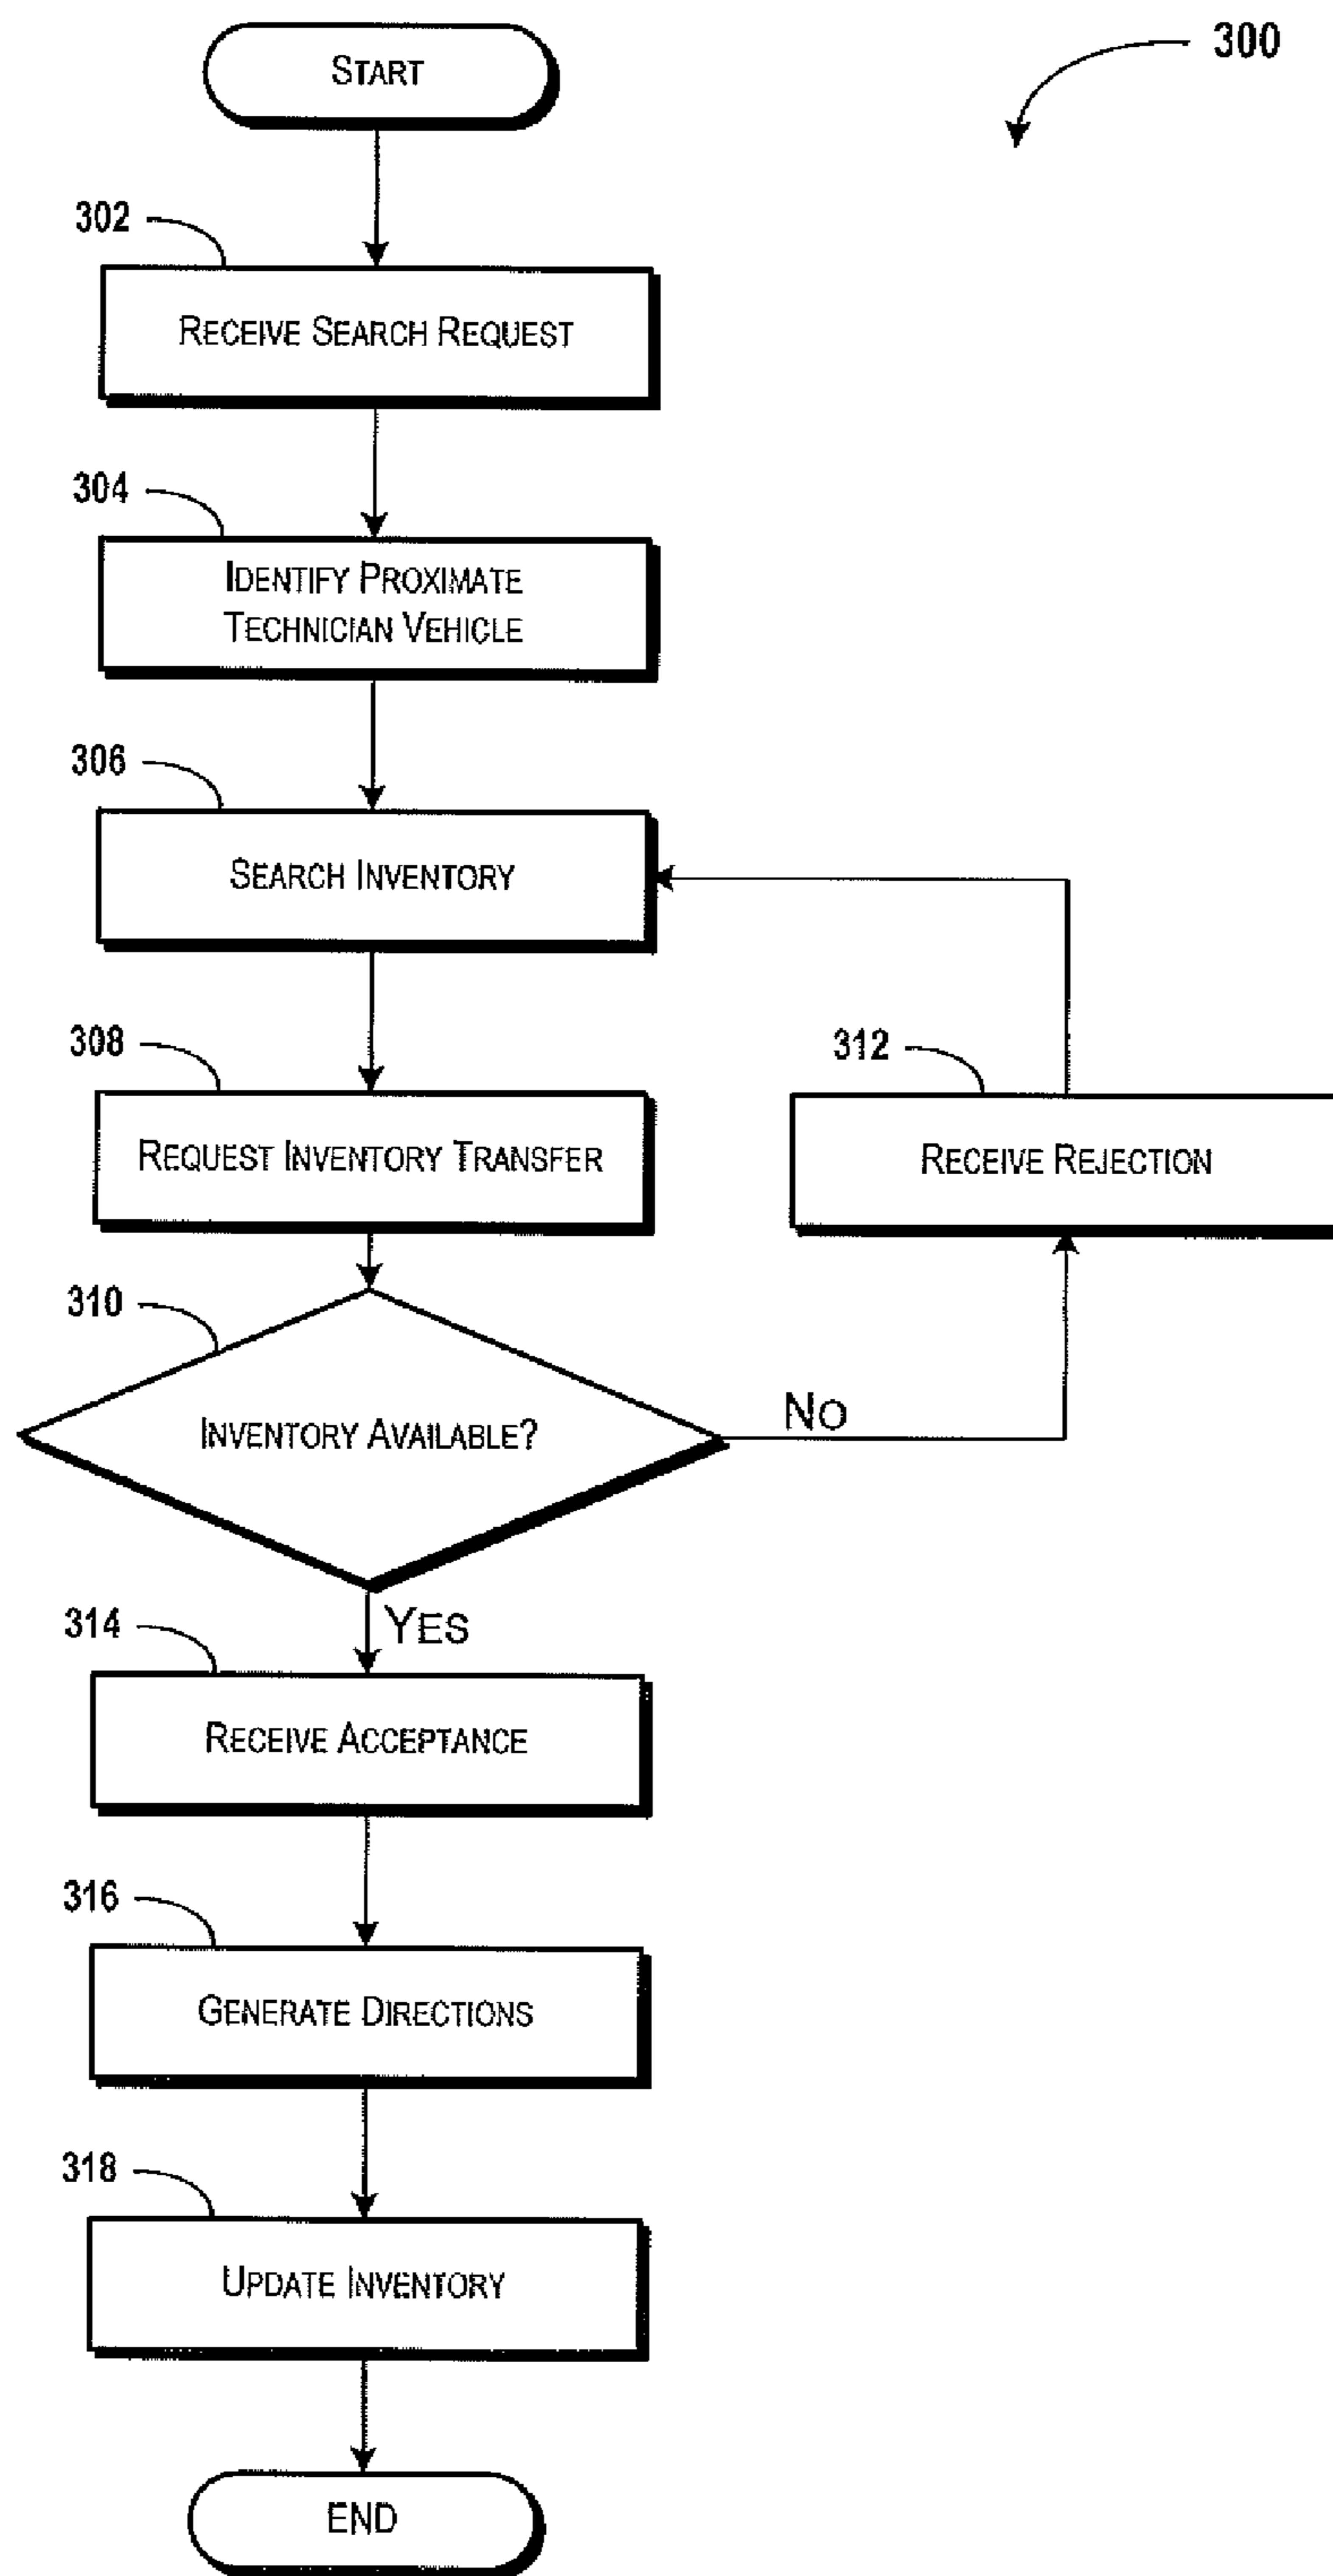 START
300
302
RECEIVE SEARCH REQUEST
304
IDENTIFY PROXIMATE
TECHNICIAN VEHICLE
306
SEARCH INVENTORY
308
REQUEST INVENTORY TRANSFER
312
RECEIVE REJECTION
310
INVENTORY AVAILABLE?
NO
YES
314
RECEIVE ACCEPTANCE
316
GENERATE DIRECTIONS
318
UPDATE INVENTORY
END